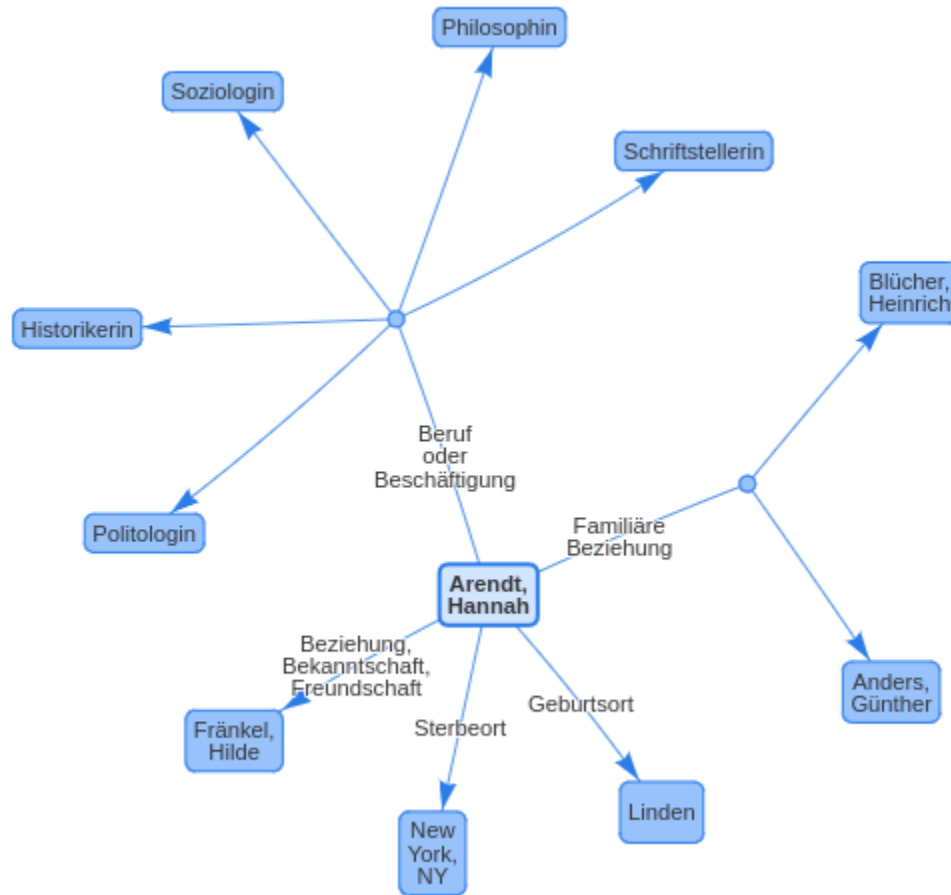 Philosophin
Soziologin
Schriftstellerin
Blücher,
Heinrich
Historikerin
Beruf
oder
Beschäftigung
Politologin
Familiäre
Beziehung
Arendt,
Hannah
Beziehung,
Bekanntschaft,
Freundschaft
Anders,
Günther
Geburtsort
Sterbeort
Fränkel,
Hilde
Linden
New
York,
NY